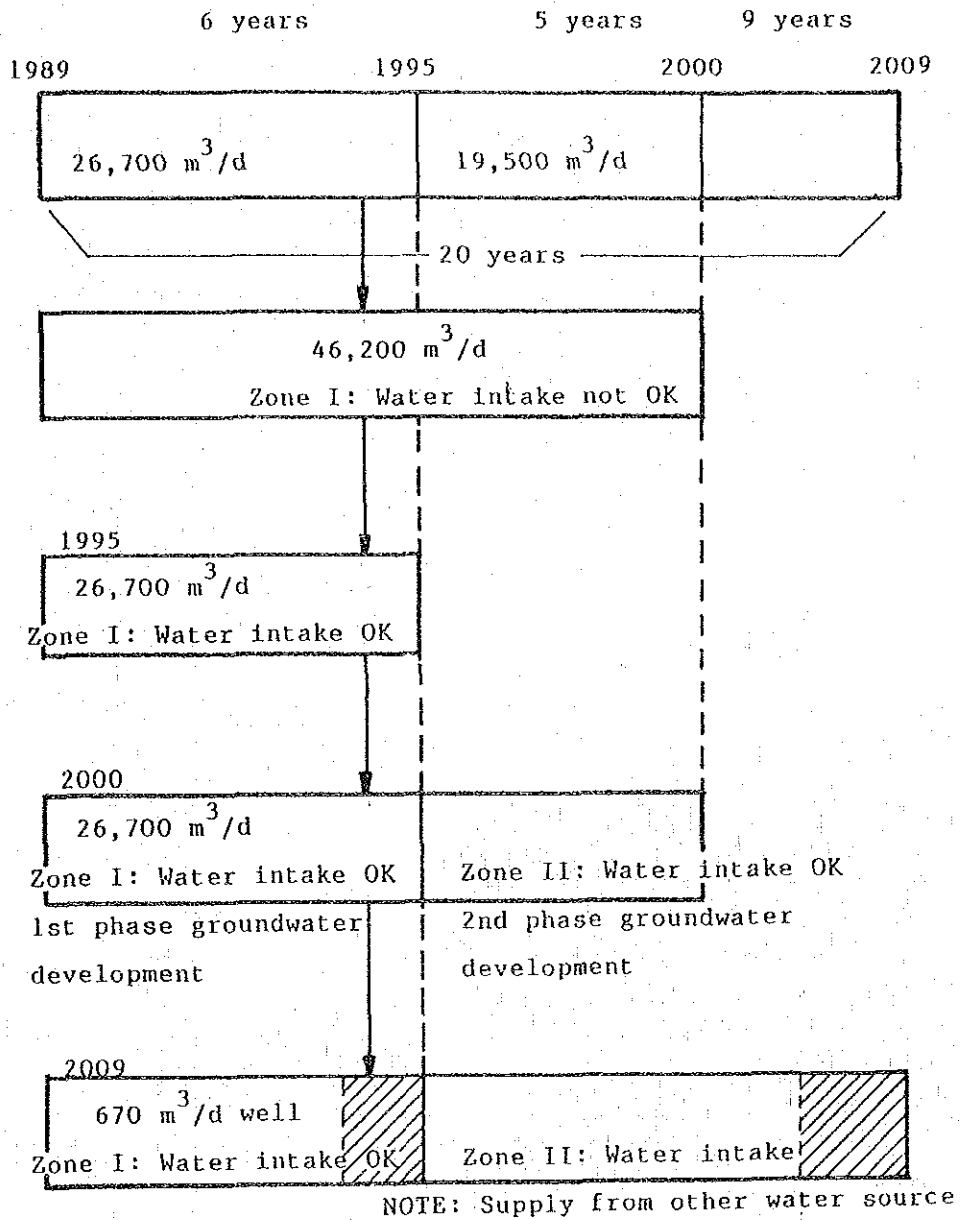 6 years 5 years 9 years
1989 1995 2000 2009
26,700 m³/d 19,500 m³/d
20 years
46,200 m³/d
Zone I: Water intake not OK
1995
26,700 m³/d
Zone I: Water intake OK
2000
26,700 m³/d
Zone I: Water intake OK
Zone II: Water intake OK
1st phase groundwater
development
2nd phase groundwater
development
2009
670 m³/d well
Zone I: Water intake OK
Zone II: Water intake
NOTE: Supply from other water source